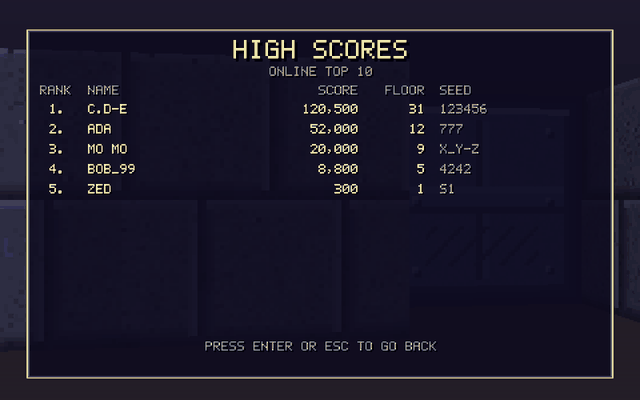 HIGH SCORES
ONLINE TOP 10
RANK NAME SCORE FLOOR SEED
1. C.D-E 120,500 31 123456
2. ADA 52,000 12 777
3. MO MO 20,000 9 X_Y-Z
4. BOB_99 8,800 5 4242
5. ZED 300 1 S1
PRESS ENTER OR ESC TO GO BACK